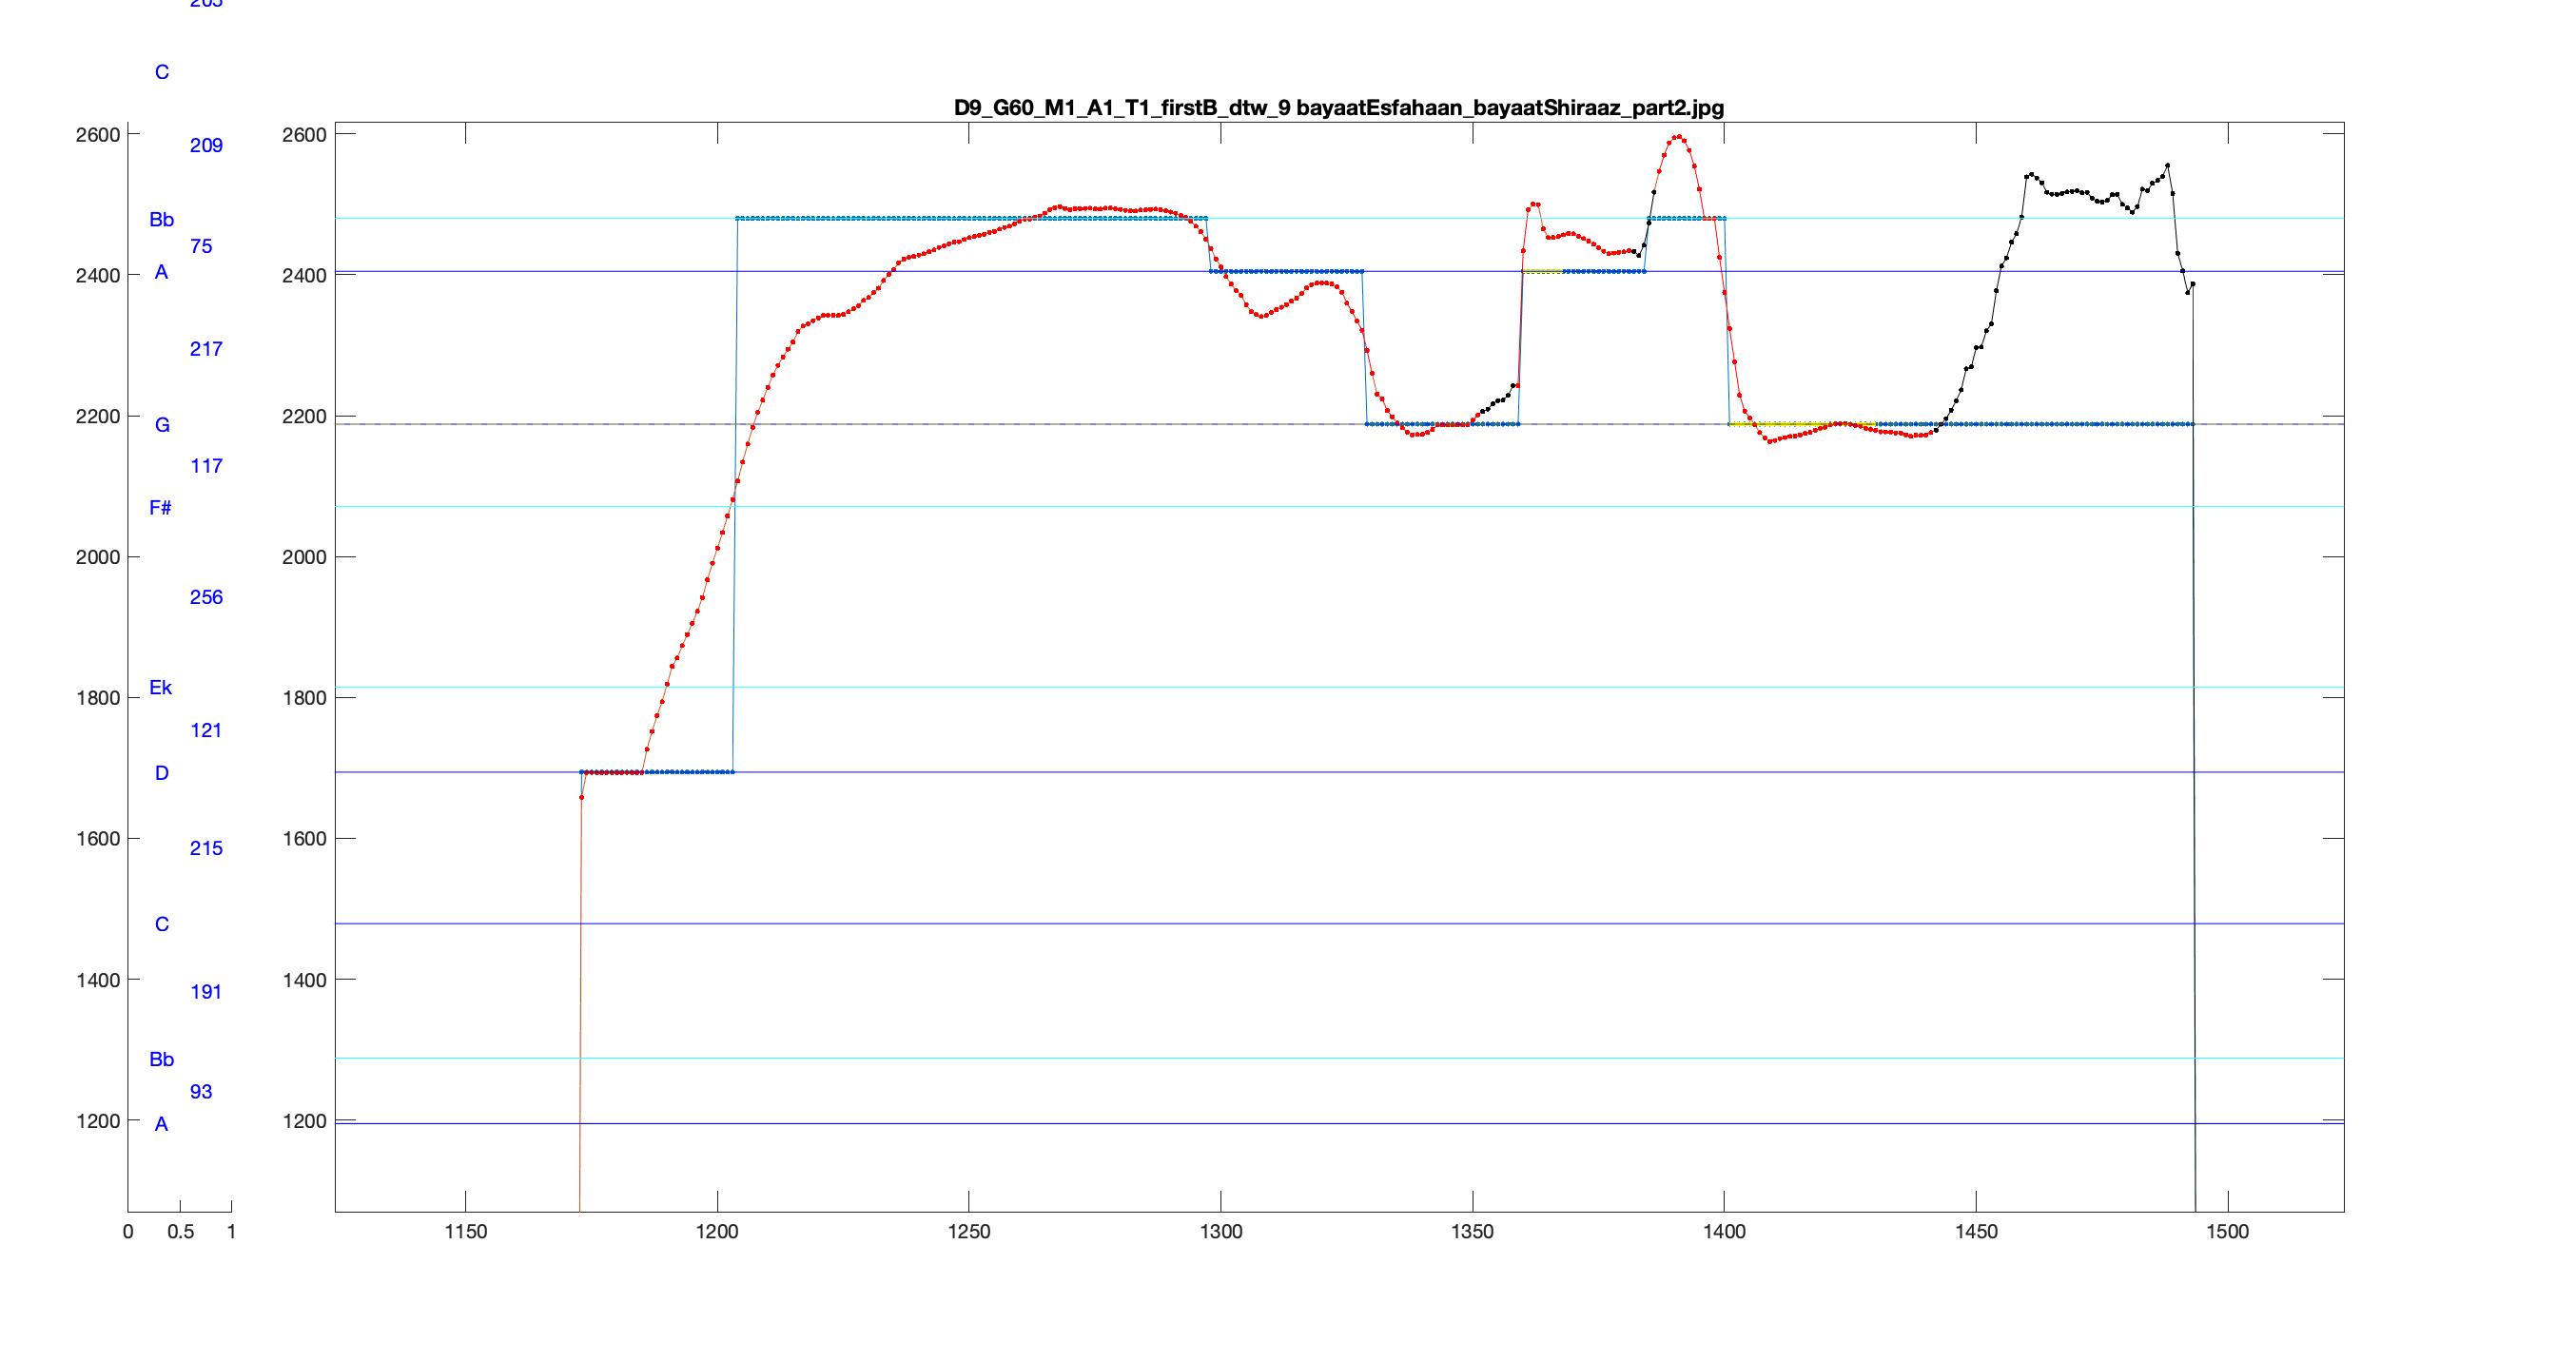 205
C
D9_G60_M1_A1_T1_firstB_dtw_9 bayaatEsfahaan_bayaatShiraaz_part2.jpg
2600 2600
209
Bb
75
2400 A 2400
217
2200 G 2200
117
F#
2000 2000
256
1800 Ek 1800
121
D
1600 1600
215
C
1400 1400
191
Bb
93
1200 A 1200
0 0.5 1 1150 1200 1250 1300 1350 1400 1450 1500